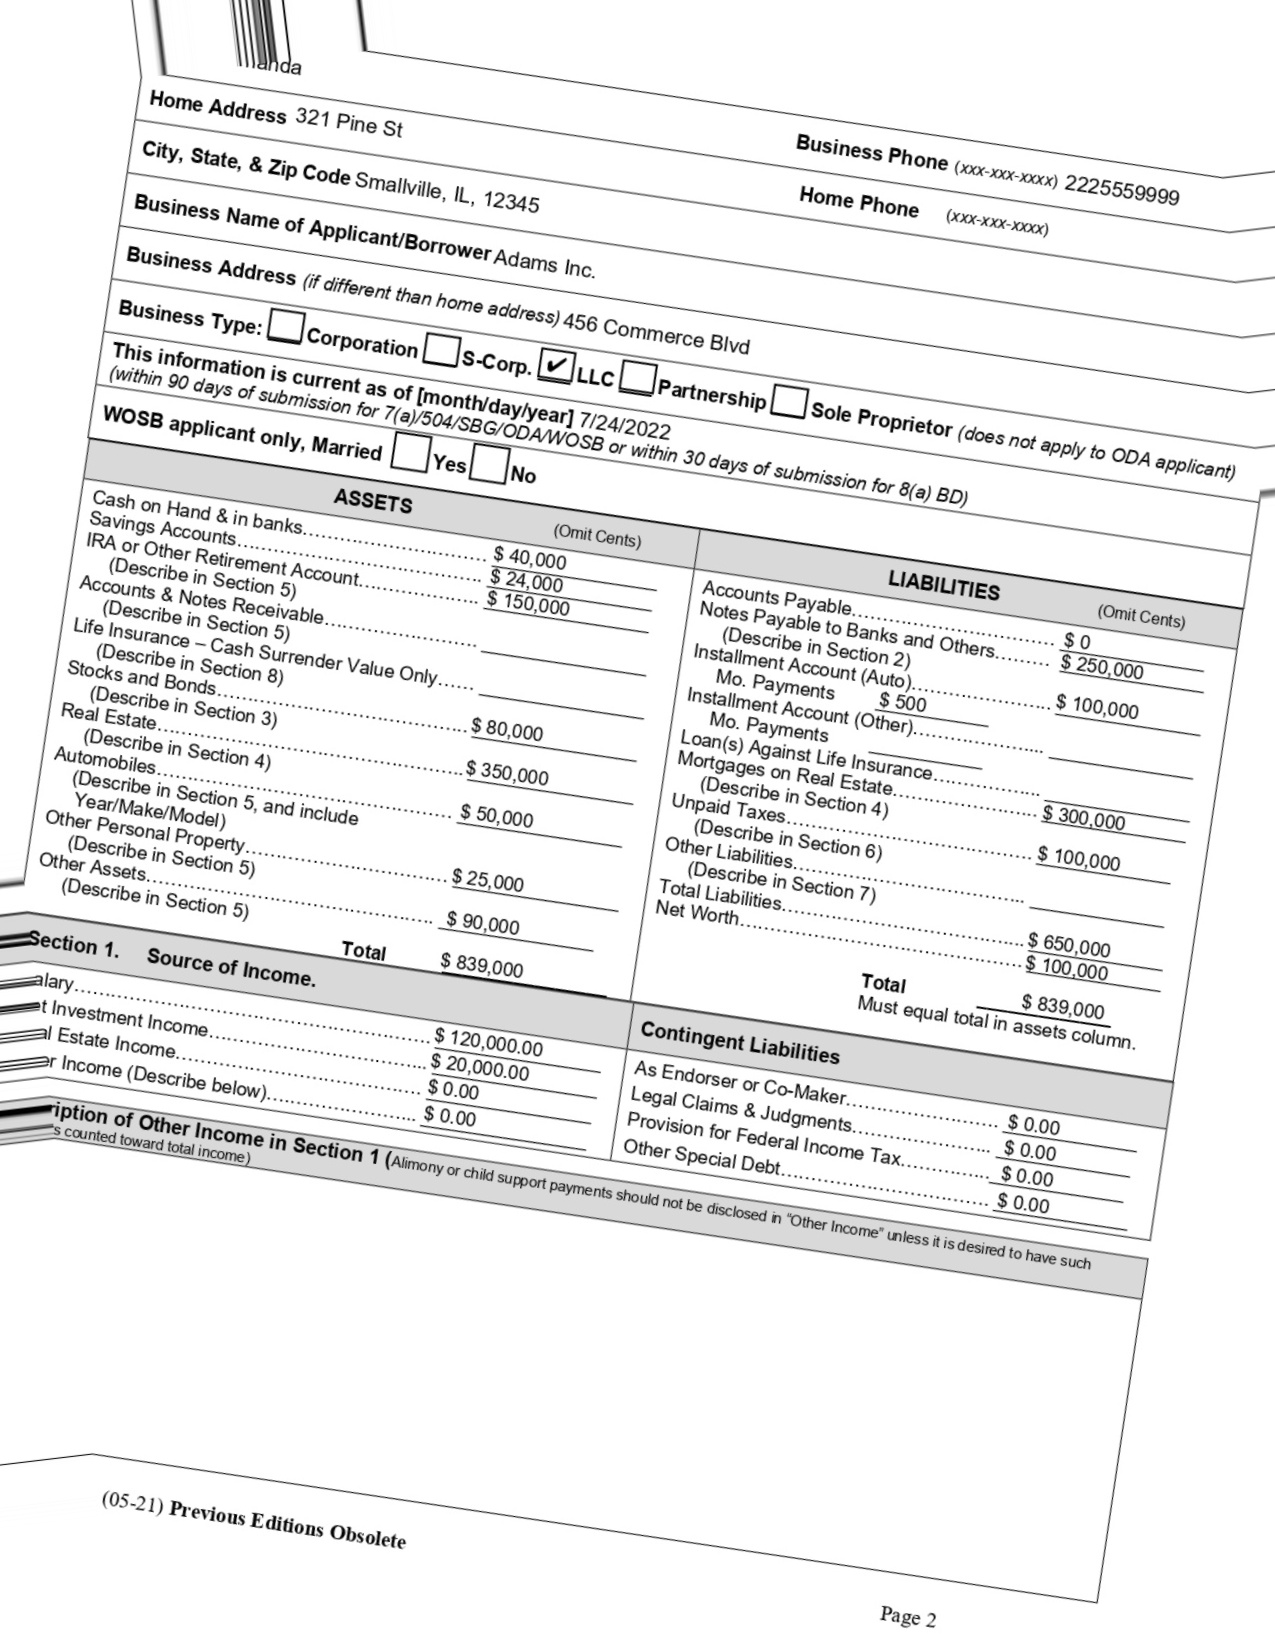 Business Phone (xxx-xxx-xxxx) 2225559999
Home Address 321 Pine St
Home Phone (xxx-xxx-xxxx)
City, State, & Zip Code Smallville, IL, 12345
Business Name of Applicant/Borrower Adams Inc.
Business Address (if different than home address) 456 Commerce Blvd
Business Type: Corporation S-Corp. ✔ LLC Partnership Sole Proprietor (does not apply to ODA applicant)
This information is current as of [month/day/year] 7/24/2022
(within 90 days of submission for 7(a)/504/SBG/ODA/WOSB or within 30 days of submission for 8(a) BD)
WOSB applicant only, Married Yes No
ASSETS (Omit Cents)
Cash on Hand & in banks $ 40,000
Savings Accounts $ 24,000
IRA or Other Retirement Account $ 150,000
(Describe in Section 5)
Accounts & Notes Receivable
(Describe in Section 5)
Life Insurance – Cash Surrender Value Only
(Describe in Section 8)
Stocks and Bonds $ 80,000
(Describe in Section 3)
Real Estate $ 350,000
(Describe in Section 4)
Automobiles $ 50,000
(Describe in Section 5, and include
Year/Make/Model)
Other Personal Property $ 25,000
(Describe in Section 5)
Other Assets $ 90,000
(Describe in Section 5)
Total $ 839,000
LIABILITIES (Omit Cents)
Accounts Payable $ 0
Notes Payable to Banks and Others $ 250,000
(Describe in Section 2)
Installment Account (Auto) $ 100,000
Mo. Payments $ 500
Installment Account (Other)
Mo. Payments
Loan(s) Against Life Insurance
Mortgages on Real Estate $ 300,000
(Describe in Section 4)
Unpaid Taxes $ 100,000
(Describe in Section 6)
Other Liabilities
(Describe in Section 7)
Total Liabilities $ 650,000
Net Worth $ 100,000
Total $ 839,000
Must equal total in assets column.
Section 1. Source of Income.
alary $ 120,000.00
t Investment Income $ 20,000.00
al Estate Income $ 0.00
er Income (Describe below) $ 0.00
Contingent Liabilities
As Endorser or Co-Maker $ 0.00
Legal Claims & Judgments $ 0.00
Provision for Federal Income Tax $ 0.00
Other Special Debt $ 0.00
iption of Other Income in Section 1 (Alimony or child support payments should not be disclosed in "Other Income" unless it is desired to have such
s counted toward total income)
(05-21) Previous Editions Obsolete
Page 2